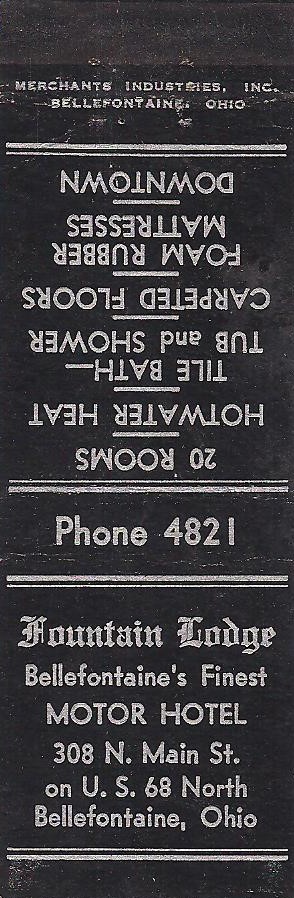 MERCHANTS INDUSTRIES, INC.
BELLEFONTAINE, OHIO
20 ROOMS
HOTWATER HEAT
TILE BATH—
TUB and SHOWER
CARPETED FLOORS
FOAM RUBBER
MATTRESSES
DOWNTOWN
Phone 4821
Fountain Lodge
Bellefontaine's Finest
MOTOR HOTEL
308 N. Main St.
on U. S. 68 North
Bellefontaine, Ohio